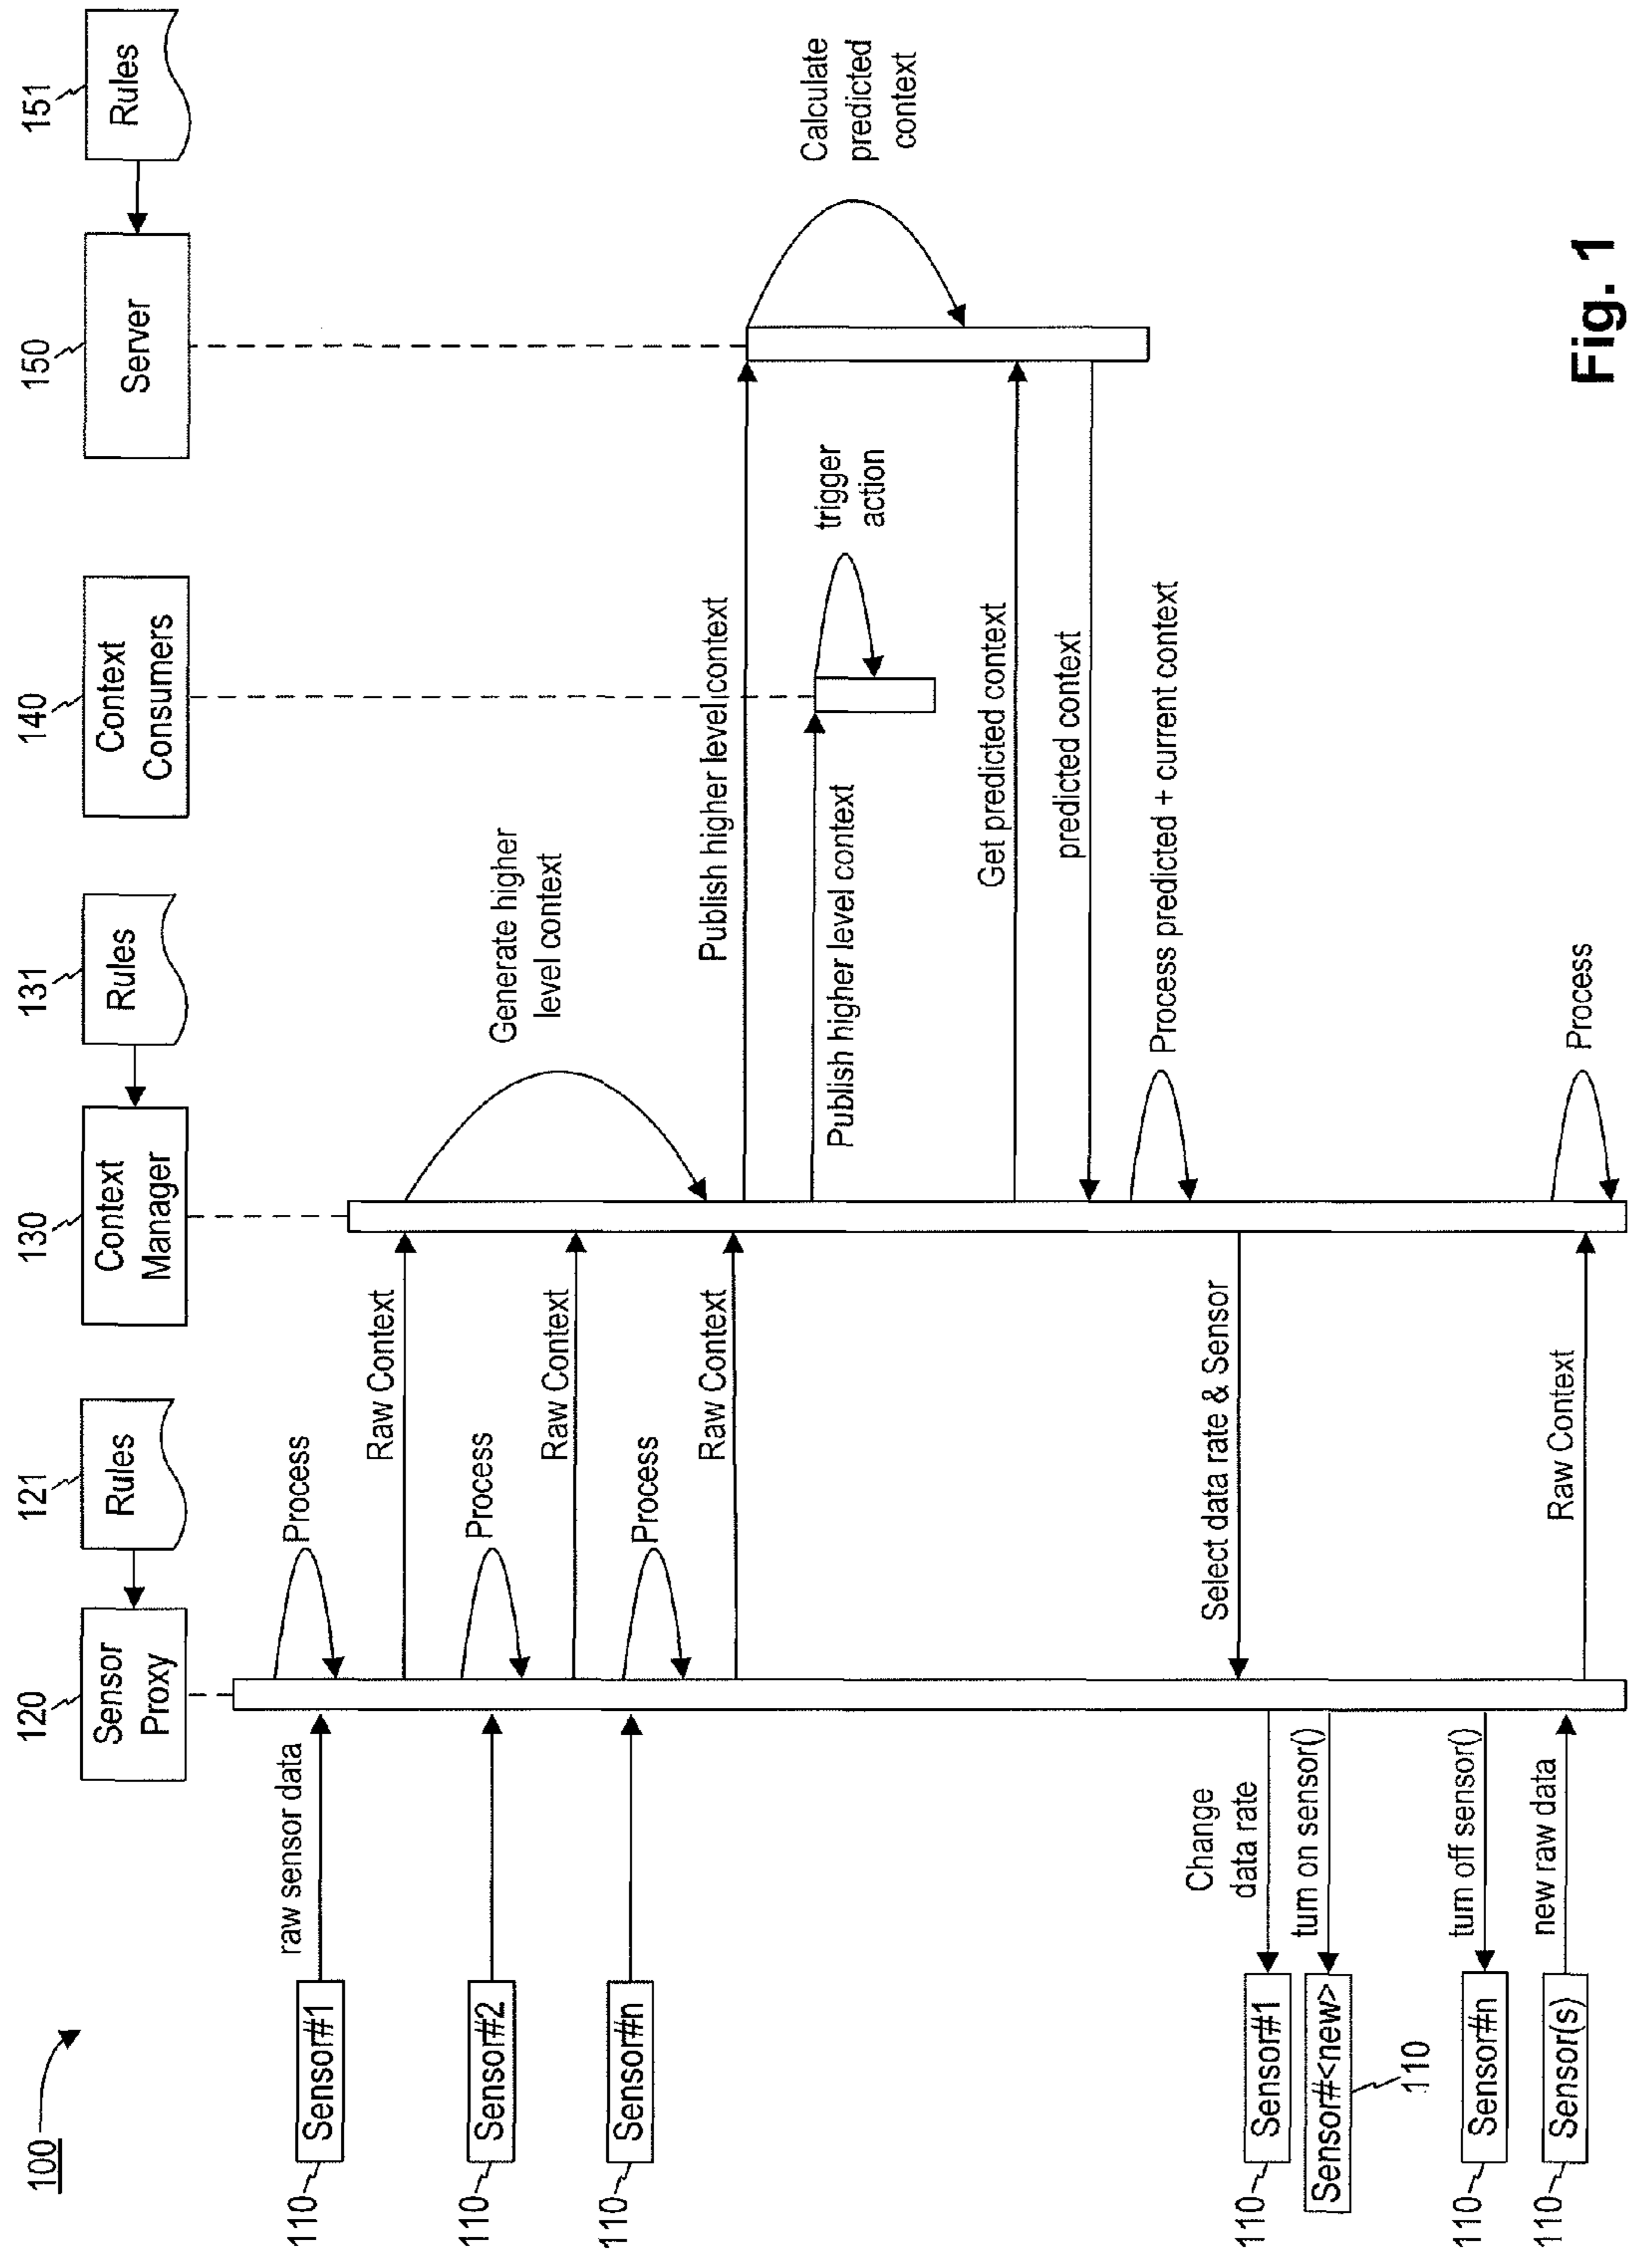 100
120
121
130
131
140
150
151
Sensor
Proxy
Rules
Context
Manager
Rules
Context
Consumers
Server
Rules
110
Sensor#1
raw sensor data
Process
Raw Context
Generate higher
level context
110
Sensor#2
Process
Raw Context
110
Sensor#n
Process
Raw Context
Publish higher level context
Calculate
predicted
context
Publish higher level context
trigger
action
Get predicted context
predicted context
Process predicted + current context
Select data rate & Sensor
110
Sensor#1
Change
data rate
Sensor#<new>
110
turn on sensor()
110
Sensor#n
turn off sensor()
110
Sensor(s)
new raw data
Raw Context
Process
Fig. 1